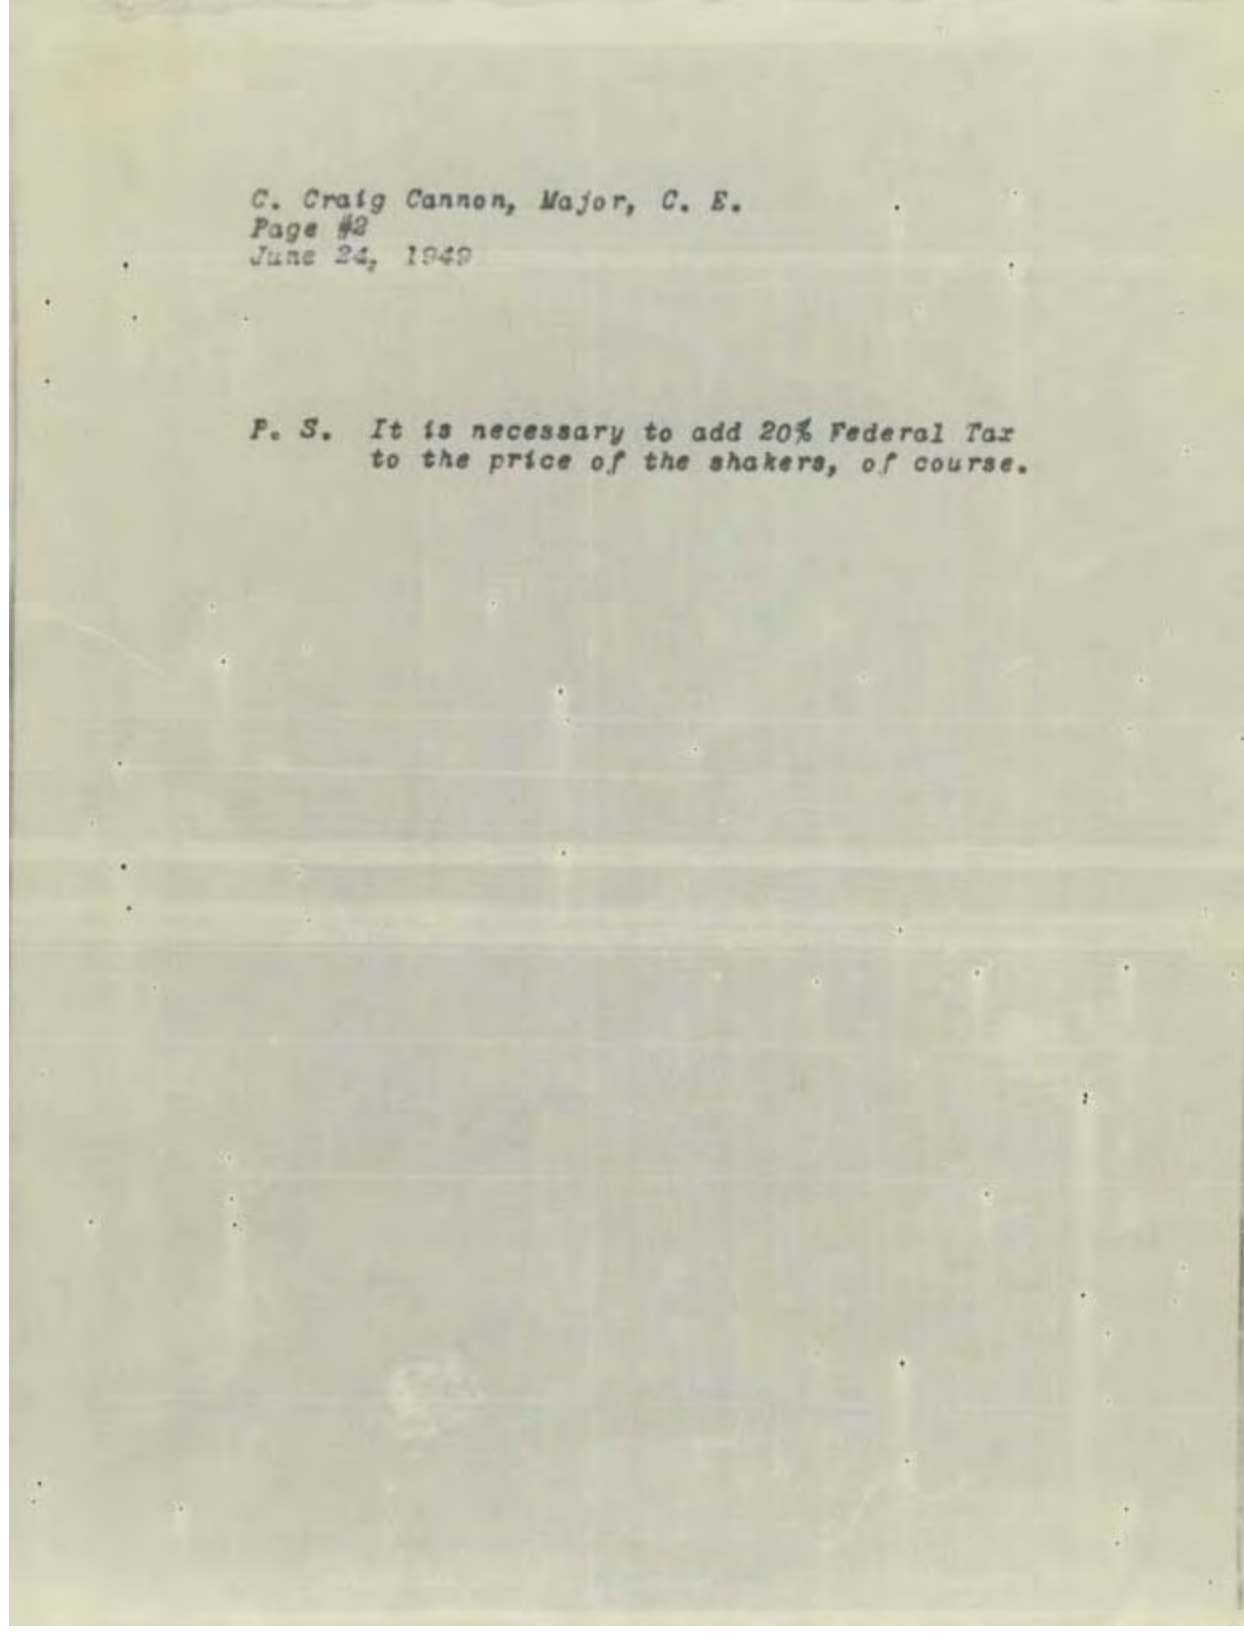 C. Craig Cannon, Major, C. E.
Page #2
June 24, 1949
P. S. It is necessary to add 20% Federal Tax
to the price of the shakers, of course.